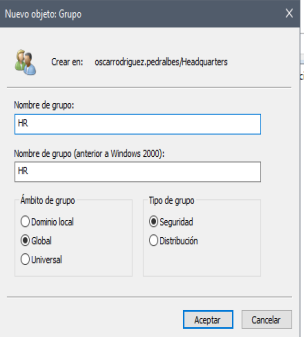 Nuevo objeto: Grupo
Crear en: oscarrodriguez.pedralbes/Headquarters
Nombre de grupo:
HR
Nombre de grupo (anterior a Windows 2000):
HR
Ámbito de grupo
Dominio local
Global
Universal
Tipo de grupo
Seguridad
Distribución
Aceptar Cancelar